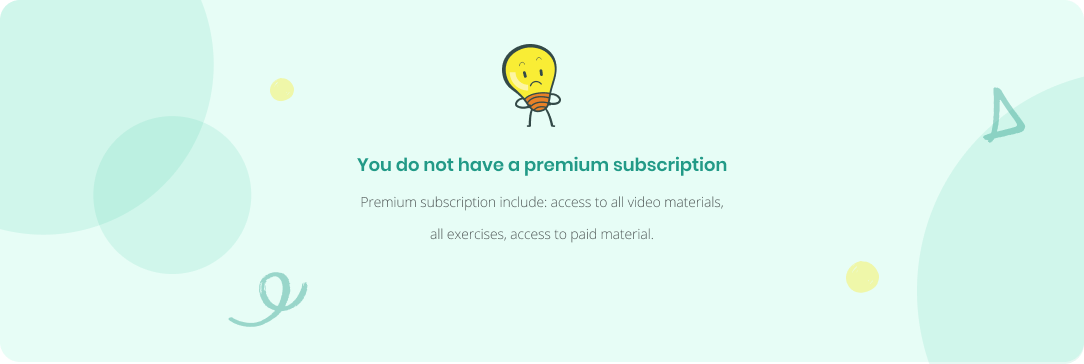 You do not have a premium subscription
Premium subscription include: access to all video materials,
all exercises, access to paid material.